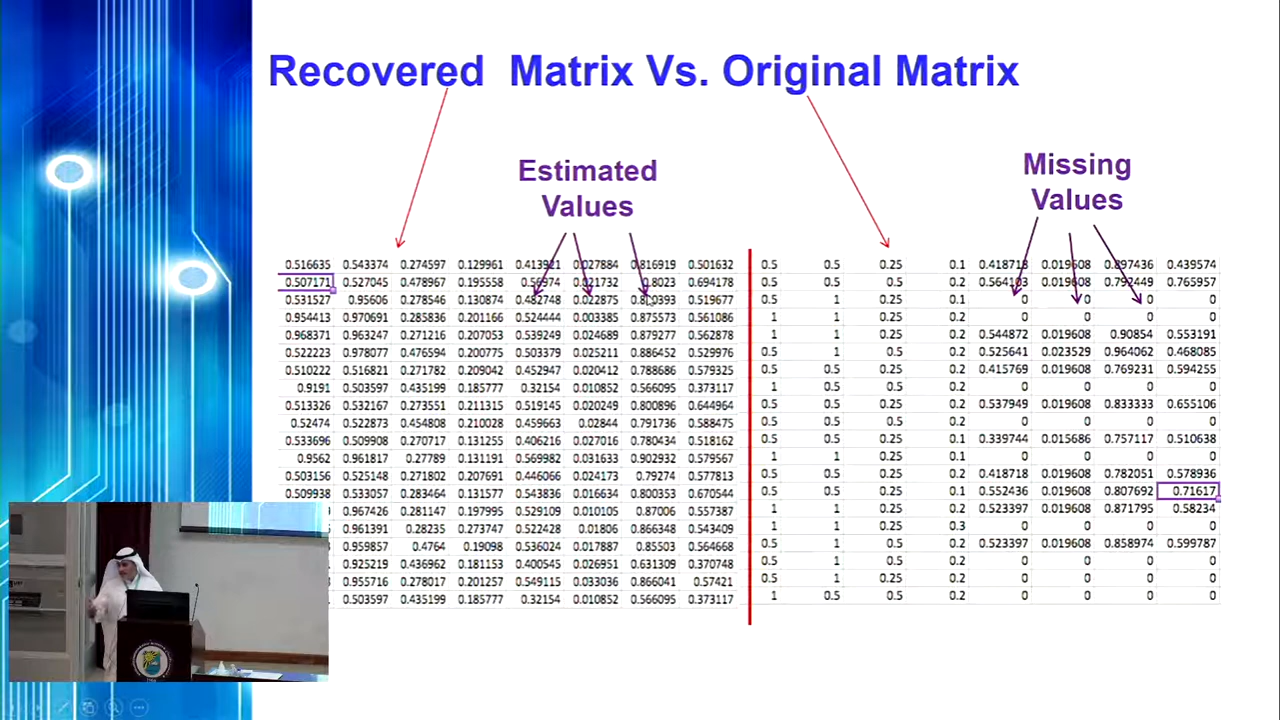 Recovered Matrix Vs. Original Matrix
Estimated
Values
Missing
Values
0.516635 0.543374 0.274597 0.129961 0.413921 0.027884 0.816919 0.501632
0.507171 0.527045 0.478967 0.195558 0.56974 0.021732 0.8023 0.694178
0.531527 0.95606 0.278546 0.130874 0.482748 0.022875 0.519677
0.954413 0.970691 0.285836 0.201166 0.524444 0.003385 0.875573 0.561086
0.968371 0.963247 0.271216 0.207053 0.539249 0.024689 0.879277 0.562878
0.522223 0.978077 0.476594 0.200775 0.503379 0.025211 0.886452 0.529976
0.510222 0.516821 0.271782 0.209042 0.452947 0.020412 0.788686 0.579325
0.9191 0.503597 0.435199 0.185777 0.32154 0.010852 0.566095 0.373117
0.513326 0.532167 0.273551 0.211315 0.519145 0.020249 0.800896 0.644964
0.52474 0.522873 0.454808 0.210028 0.459663 0.02844 0.791736 0.588475
0.533696 0.509908 0.270717 0.131255 0.406216 0.027016 0.780434 0.518162
0.9562 0.961817 0.27789 0.131191 0.569982 0.031633 0.902932 0.579567
0.503156 0.525148 0.271802 0.207691 0.446066 0.024173 0.79274 0.577813
0.509938 0.533057 0.283464 0.131577 0.543836 0.016634 0.800353 0.670544
0.967426 0.281147 0.197995 0.529109 0.010105 0.87006 0.557387
0.961391 0.28235 0.273747 0.522428 0.01806 0.866348 0.543409
0.959857 0.4764 0.19098 0.536024 0.017887 0.85503 0.564668
0.925219 0.436962 0.181153 0.400545 0.026951 0.631309 0.370748
0.955716 0.278017 0.201257 0.549115 0.033036 0.866041 0.57421
0.503597 0.435199 0.185777 0.32154 0.010852 0.566095 0.373117
0.5 0.5 0.25 0.1 0.418718 0.019608 0.897436 0.439574
0.5 0.5 0.5 0.2 0.564103 0.019608 0.792449 0.765957
0.5 1 0.25 0.1 0 0 0 0
1 1 0.25 0.2 0 0 0 0
1 1 0.25 0.2 0.544872 0.019608 0.90854 0.553191
0.5 1 0.5 0.2 0.525641 0.023529 0.964062 0.468085
0.5 0.5 0.25 0.2 0.415769 0.019608 0.769231 0.594255
1 0.5 0.5 0.2 0 0 0 0
0.5 0.5 0.25 0.2 0.537949 0.019608 0.833333 0.655106
0.5 0.5 0.5 0.2 0 0 0 0
0.5 0.5 0.25 0.1 0.339744 0.015686 0.757117 0.510638
1 1 0.25 0.1 0 0 0 0
0.5 0.5 0.25 0.2 0.418718 0.019608 0.782051 0.578936
0.5 0.5 0.25 0.1 0.552436 0.019608 0.807692 0.71617
1 1 0.25 0.2 0.523397 0.019608 0.871795 0.58234
1 1 0.25 0.3 0 0 0 0
0.5 1 0.5 0.2 0.523397 0.019608 0.858974 0.599787
0.5 1 0.5 0.2 0 0 0 0
0.5 1 0.25 0.2 0 0 0 0
1 0.5 0.5 0.2 0 0 0 0